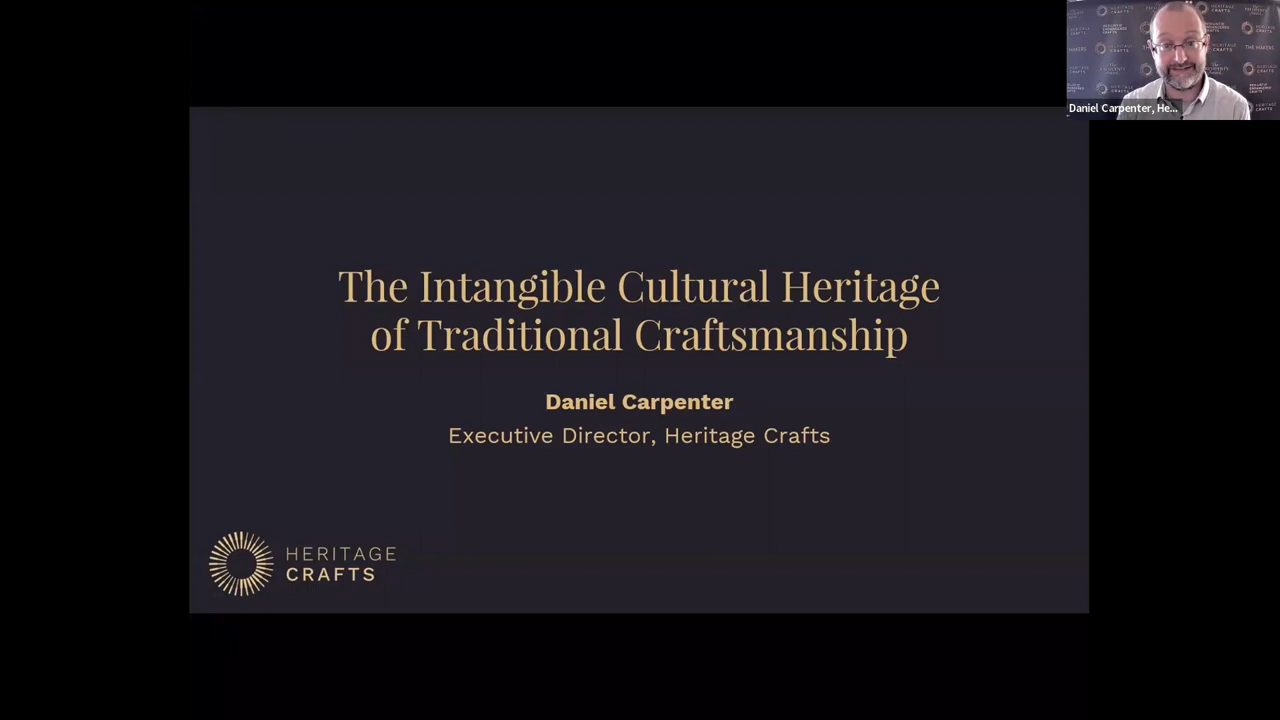 The Intangible Cultural Heritage
of Traditional Craftsmanship
Daniel Carpenter
Executive Director, Heritage Crafts
HERITAGE
CRAFTS
Daniel Carpenter, He...